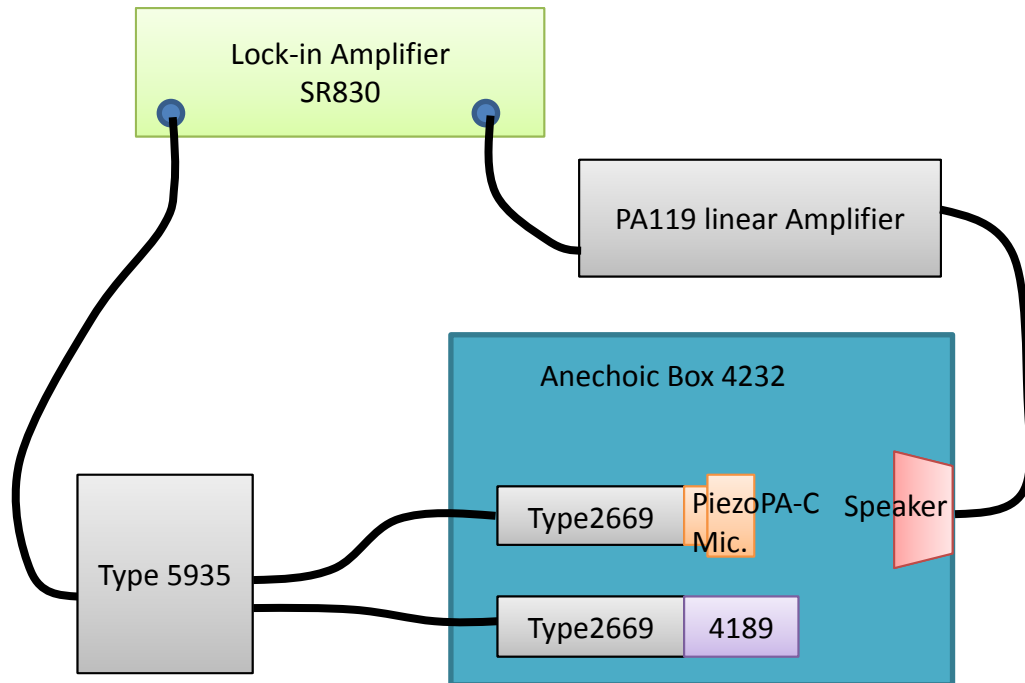 Lock-in Amplifier
SR830
PA119 linear Amplifier
Anechoic Box 4232
Type2669
PiezoPA-C
Mic.
Speaker
Type 5935
Type2669
4189